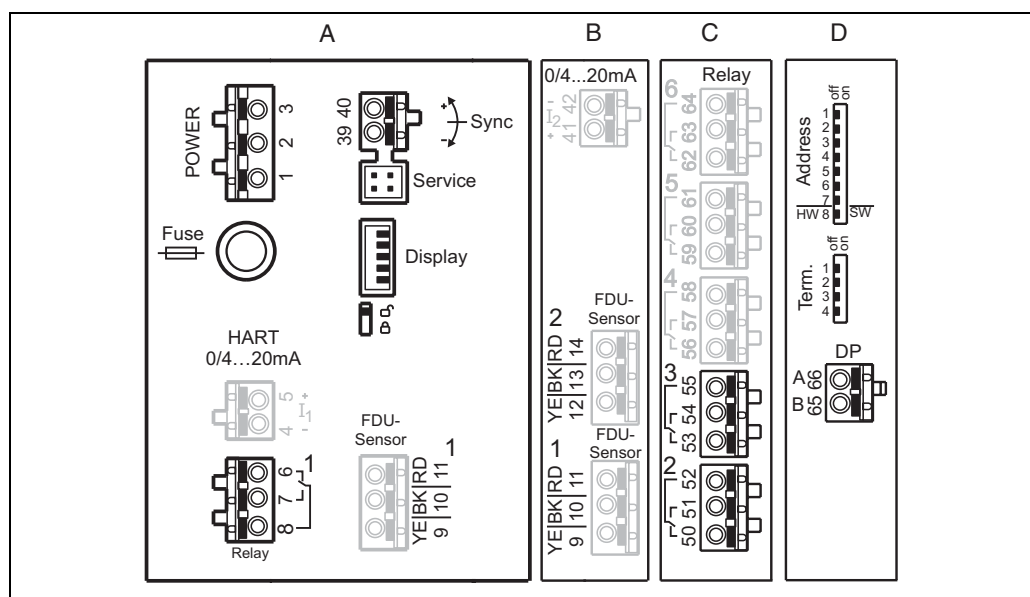 A
B
C
D
POWER
3
2
1
39 40
+
-
Sync
Service
Fuse
Display
HART
0/4...20mA
5 +
I1
4 -
6
7
8
1
Relay
FDU-
Sensor
1
YE|BK|RD
9|10|11
0/4...20mA
- 42
I2
+ 41
2
FDU-
Sensor
YE|BK|RD
12|13|14
1
FDU-
Sensor
YE|BK|RD
9|10|11
Relay
6
64
63
62
5
61
60
59
4
58
57
56
3
55
54
53
2
52
51
50
off
on
Address
1
2
3
4
5
6
7
HW 8 SW
off
on
Term.
1
2
3
4
DP
A 66
B 65